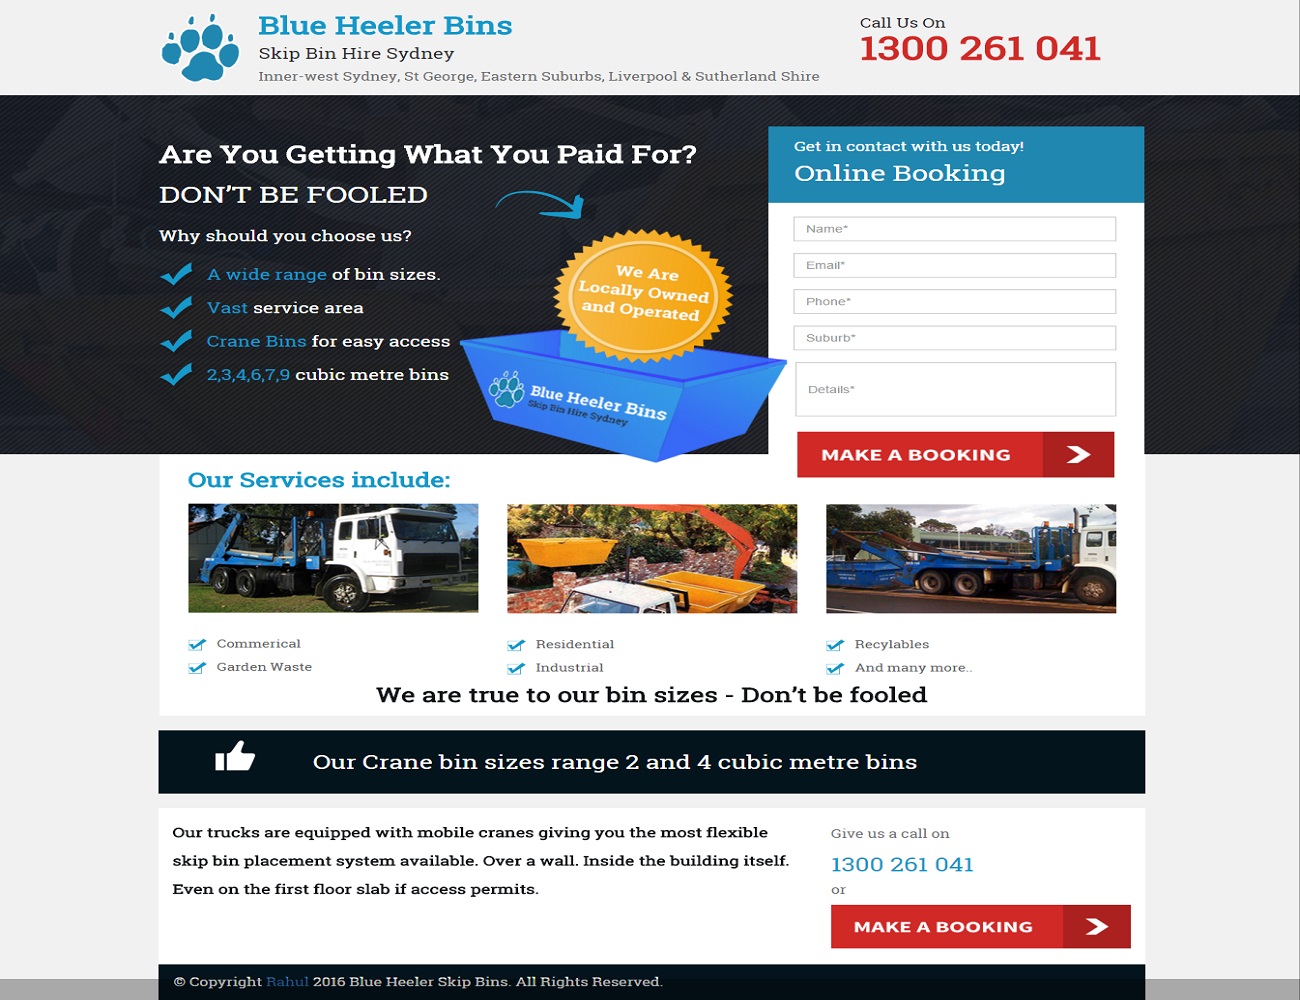 Blue Heeler Bins
Skip Bin Hire Sydney
Inner-west Sydney, St George, Eastern Suburbs, Liverpool & Sutherland Shire
Call Us On
1300 261 041
Are You Getting What You Paid For?
DON'T BE FOOLED
Why should you choose us?
A wide range of bin sizes.
Vast service area
Crane Bins for easy access
2,3,4,6,7,9 cubic metre bins
We Are
Locally Owned
and Operated
Blue Heeler Bins
Skip Bin Hire Sydney
Get in contact with us today!
Online Booking
Name*
Email*
Phone*
Suburb*
Details*
MAKE A BOOKING
Our Services include:
Commerical
Garden Waste
Residential
Industrial
Recylables
And many more..
We are true to our bin sizes - Don't be fooled
Our Crane bin sizes range 2 and 4 cubic metre bins
Our trucks are equipped with mobile cranes giving you the most flexible
skip bin placement system available. Over a wall. Inside the building itself.
Even on the first floor slab if access permits.
Give us a call on
1300 261 041
or
MAKE A BOOKING
© Copyright Rahul 2016 Blue Heeler Skip Bins. All Rights Reserved.